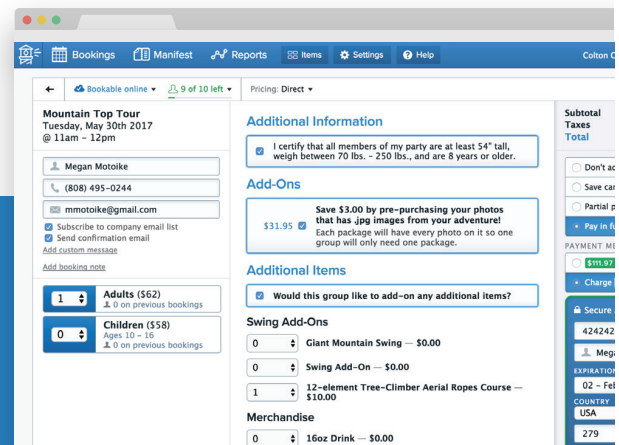 Bookings
Manifest
Reports
Items
Settings
Help
Colton
Bookable online
9 of 10 left
Pricing: Direct
Mountain Top Tour
Tuesday, May 30th 2017
@ 11am – 12pm
Megan Motoike
(808) 495-0244
mmotoike@gmail.com
Subscribe to company email list
Send confirmation email
Add custom message
Add booking note
1
Adults ($62)
0 on previous bookings
0
Children ($58)
Ages 10 – 16
0 on previous bookings
Additional Information
I certify that all members of my party are at least 54" tall,
weigh between 70 lbs. - 250 lbs., and are 8 years or older.
Add-Ons
$31.95
Save $3.00 by pre-purchasing your photos
that has .jpg images from your adventure!
Each package will have every photo on it so one
group will only need one package.
Additional Items
Would this group like to add-on any additional items?
Swing Add-Ons
0
Giant Mountain Swing — $0.00
0
Swing Add-On — $0.00
1
12-element Tree-Climber Aerial Ropes Course —
$10.00
Merchandise
0
16oz Drink — $0.00
Subtotal
Taxes
Total
Don't
Save
Partial
Pay in
PAYMENT
$111.97
Charge
Secure
424242
Mega
EXPIRATION
02 – Feb
COUNTRY
USA
279